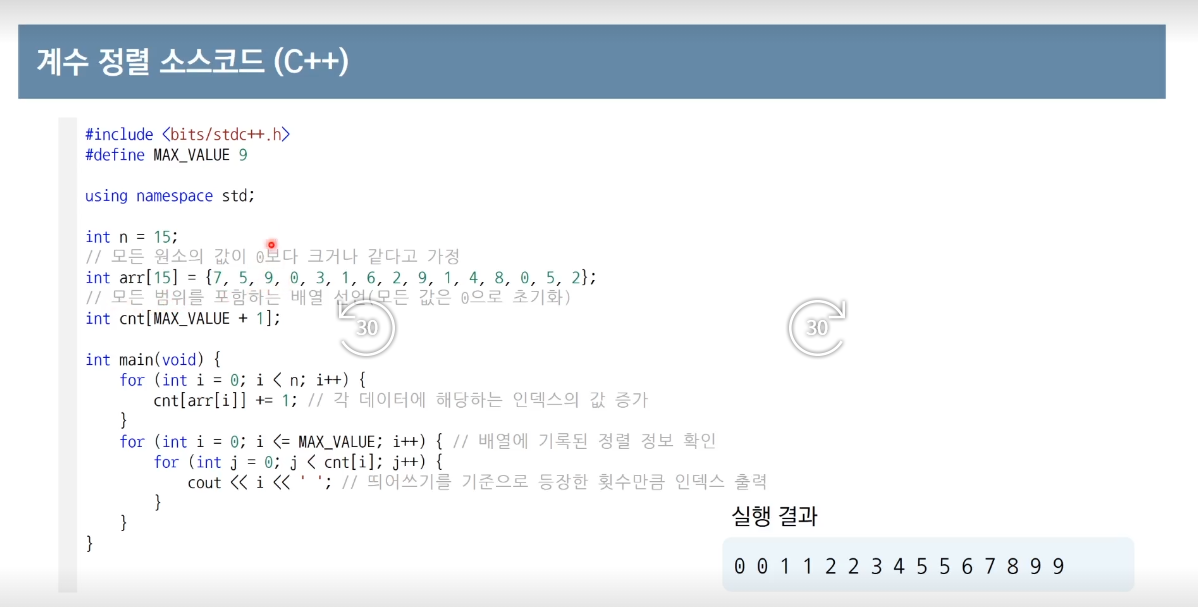 계수 정렬 소스코드 (C++)
#include <bits/stdc++.h>
#define MAX_VALUE 9
using namespace std;
int n = 15;
// 모든 원소의 값이 0보다 크거나 같다고 가정
int arr[15] = {7, 5, 9, 0, 3, 1, 6, 2, 9, 1, 4, 8, 0, 5, 2};
// 모든 범위를 포함하는 배열 선언(모든 값은 0으로 초기화)
int cnt[MAX_VALUE + 1];
30
30
int main(void) {
for (int i = 0; i < n; i++) {
cnt[arr[i]] += 1; // 각 데이터에 해당하는 인덱스의 값 증가
}
for (int i = 0; i <= MAX_VALUE; i++) { // 배열에 기록된 정렬 정보 확인
for (int j = 0; j < cnt[i]; j++) {
cout << i << ' '; // 띄어쓰기를 기준으로 등장한 횟수만큼 인덱스 출력
}
}
}
실행 결과
0 0 1 1 2 2 3 4 5 5 6 7 8 9 9